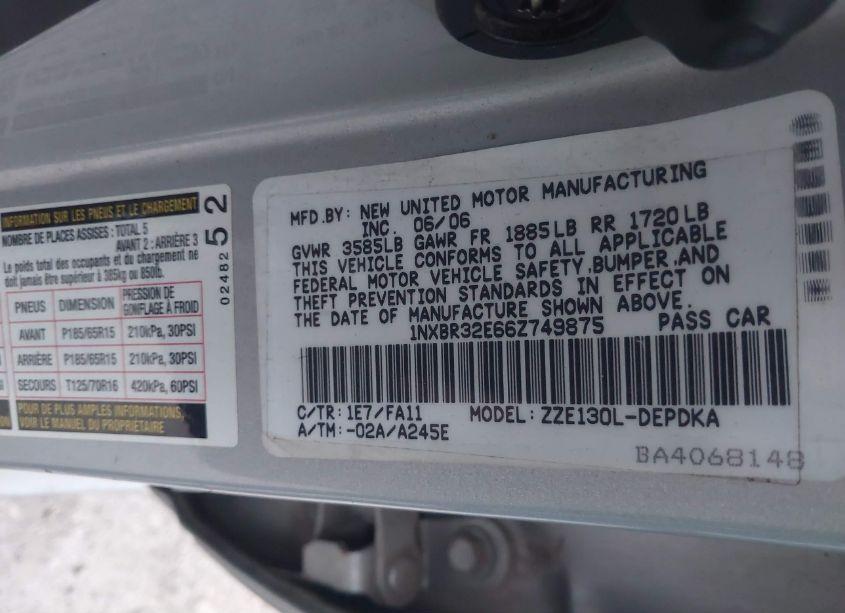 INFORMATION SUR LES PNEUS ET LE CHARGEMENT
NOMBRE DE PLACES ASSISES : TOTAL 5
AVANT 2 : ARRIÈRE 3
Le poids total des occupants et du chargement ne
doit jamais être supérieur à 385kg ou 850lb.
PNEUS DIMENSION PRESSION DE GONFLAGE À FROID
AVANT P185/65R15 210kPa, 30PSI
ARRIÈRE P185/65R15 210kPa, 30PSI
SECOURS T125/70R16 420kPa, 60PSI
POUR DE PLUS AMPLES INFORMATIONS,
VOIR LE MANUEL DU PROPRIÉTAIRE
02482 52
MFD.BY: NEW UNITED MOTOR MANUFACTURING
INC. 06/06
GVWR 3585LB GAWR FR 1885LB RR 1720LB
THIS VEHICLE CONFORMS TO ALL APPLICABLE
FEDERAL MOTOR VEHICLE SAFETY,BUMPER,AND
THEFT PREVENTION STANDARDS IN EFFECT ON
THE DATE OF MANUFACTURE SHOWN ABOVE.
1NXBR32E66Z749875 PASS CAR
C/TR: 1E7/FA11 MODEL: ZZE130L-DEPDKA
A/TM: -02A/A245E
BA4068148